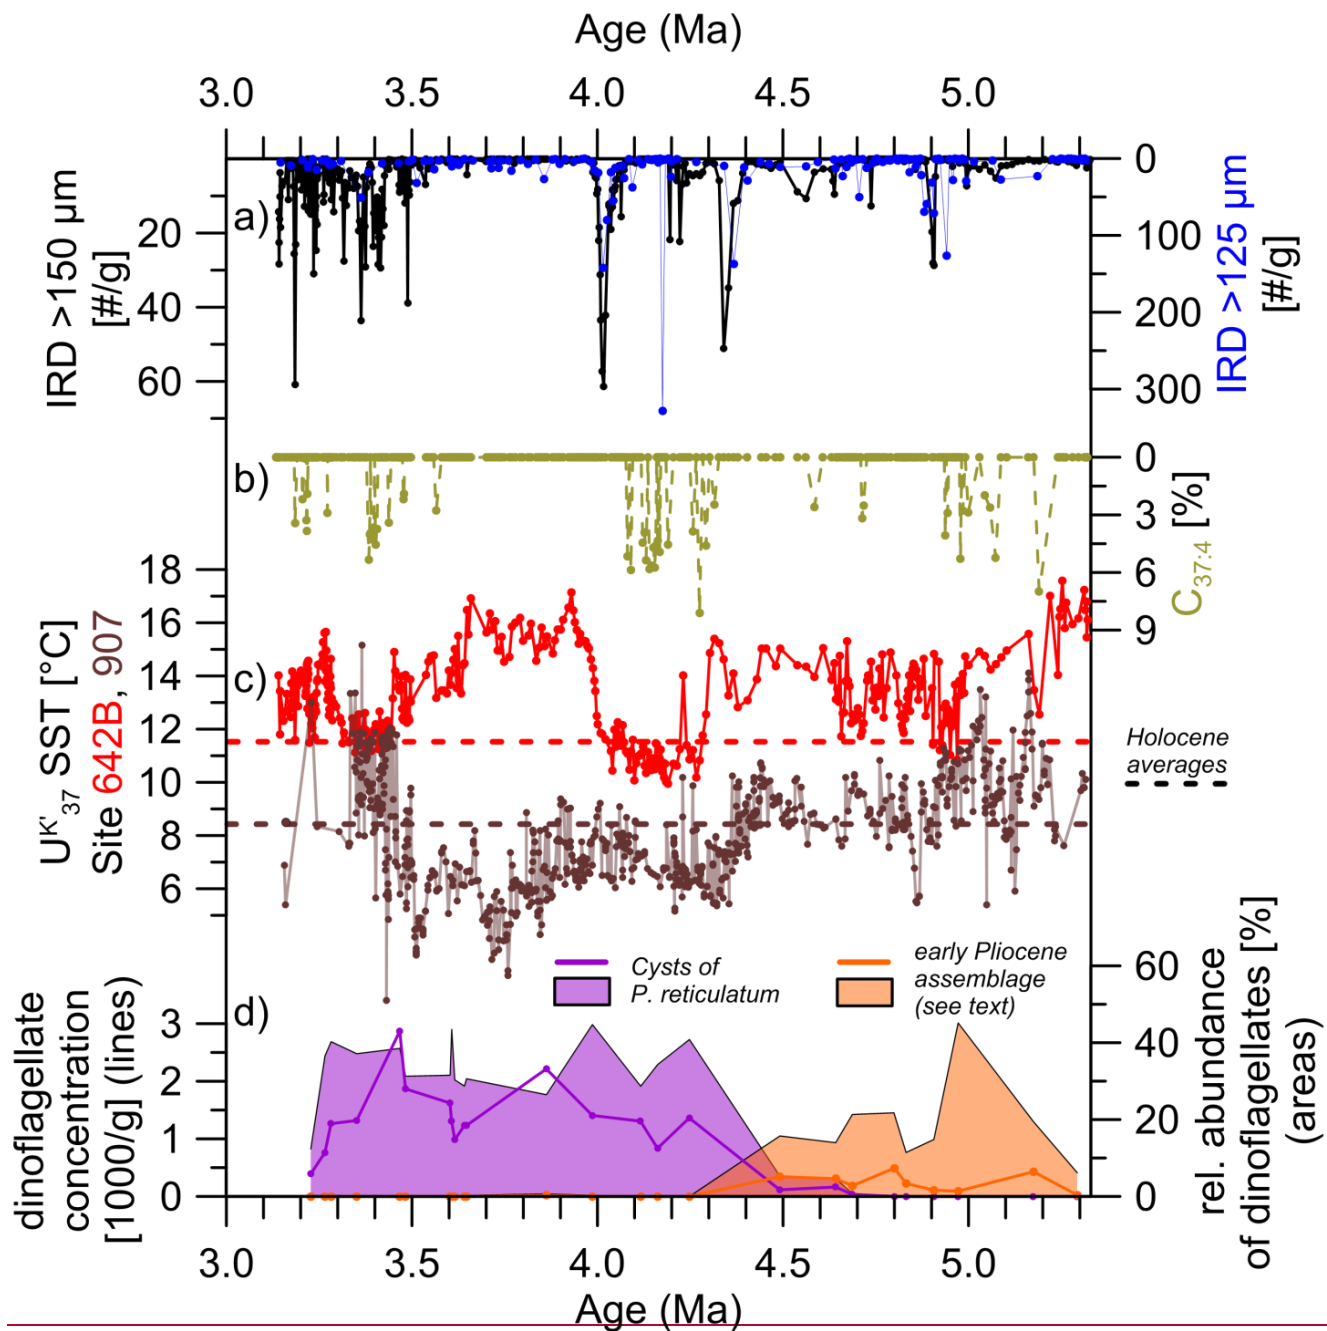 Age (Ma)
3.0 3.5 4.0 4.5 5.0
a)
IRD >150 µm
[#/g]
20
40
60
0
100
200
300
IRD >125 µm
[#/g]
b)
0
3
6
9
C37:4 [%]
c)
UK'37 SST [°C]
Site 642B, 907
18
16
14
12
10
8
6
Holocene
averages
d)
dinoflagellate
concentration
[1000/g] (lines)
3
2
1
0
Cysts of
P. reticulatum
early Pliocene
assemblage
(see text)
60
40
20
0
rel. abundance
of dinoflagellates [%]
(areas)
3.0 3.5 4.0 4.5 5.0
Age (Ma)